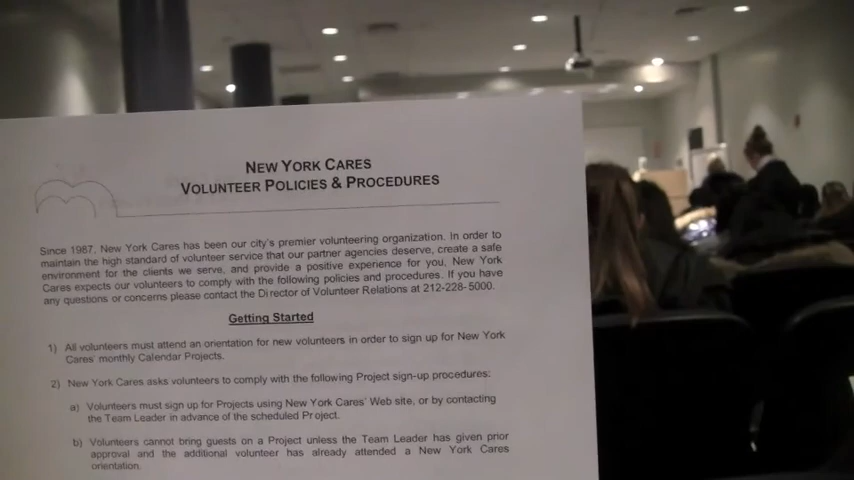 NEW YORK CARES
VOLUNTEER POLICIES & PROCEDURES
Since 1987, New York Cares has been our city's premier volunteering organization. In order to
maintain the high standard of volunteer service that our partner agencies deserve, create a safe
environment for the clients we serve, and provide a positive experience for you, New York
Cares expects our volunteers to comply with the following policies and procedures. If you have
any questions or concerns please contact the Director of Volunteer Relations at 212-228-5000.
Getting Started
1) All volunteers must attend an orientation for new volunteers in order to sign up for New York
Cares' monthly Calendar Projects.
2) New York Cares asks volunteers to comply with the following Project sign-up procedures:
a) Volunteers must sign up for Projects using New York Cares' Web site, or by contacting
the Team Leader in advance of the scheduled Project.
b) Volunteers cannot bring guests on a Project unless the Team Leader has given prior
approval and the additional volunteer has already attended a New York Cares
orientation.